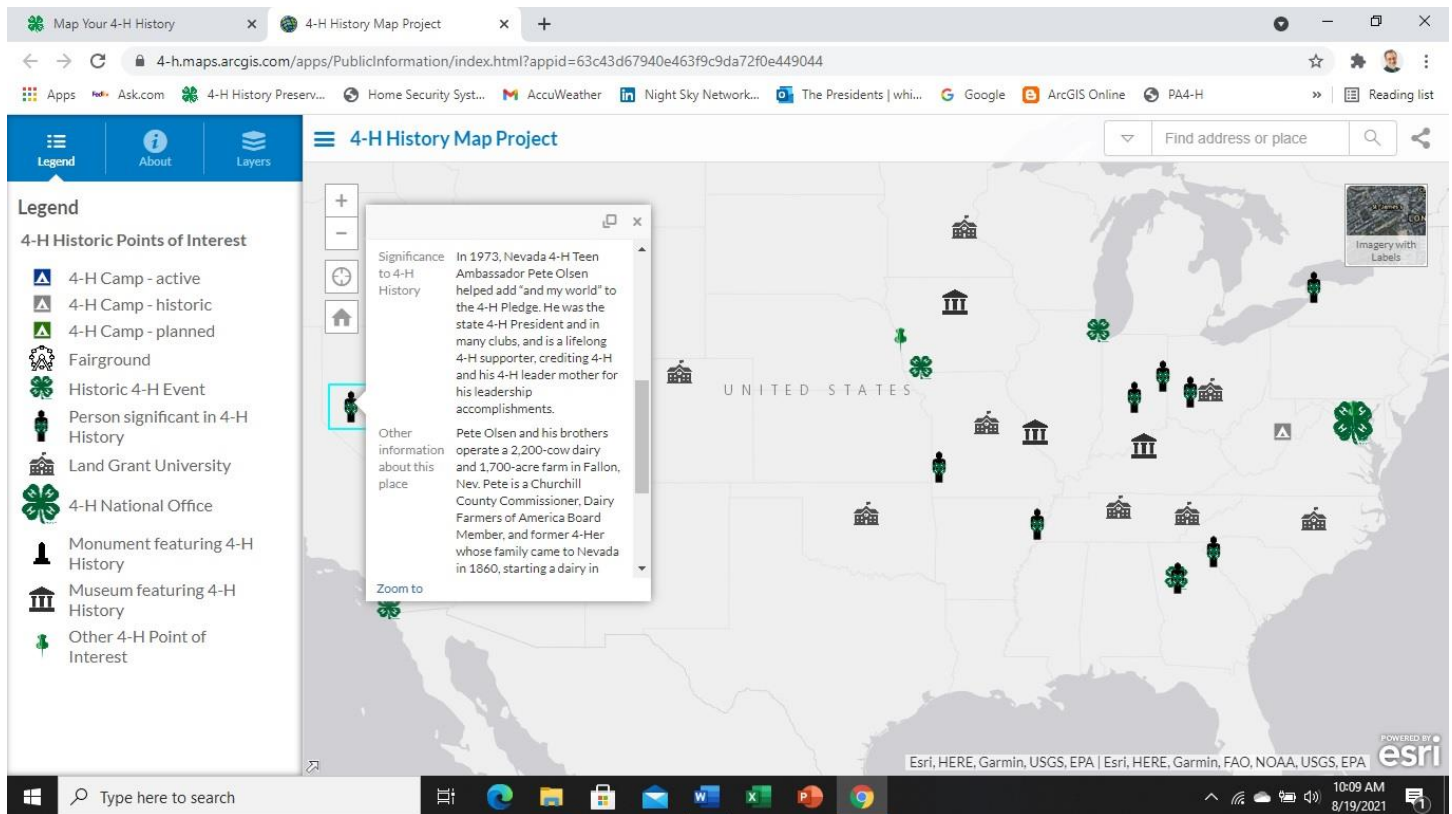 Map Your 4-H History
4-H History Map Project
4-h.maps.arcgis.com/apps/PublicInformation/index.html?appid=63c43d67940e463f9c9da72f0e449044
Apps
Ask.com
4-H History Preserv...
Home Security Syst...
AccuWeather
Night Sky Network...
The Presidents | whi...
Google
ArcGIS Online
PA4-H
»
Reading list
Legend
About
Layers
4-H History Map Project
Find address or place
Legend
4-H Historic Points of Interest
4-H Camp - active
4-H Camp - historic
4-H Camp - planned
Fairground
Historic 4-H Event
Person significant in 4-H
History
Land Grant University
4-H National Office
Monument featuring 4-H
History
Museum featuring 4-H
History
Other 4-H Point of
Interest
Significance
to 4-H
History
In 1973, Nevada 4-H Teen
Ambassador Pete Olsen
helped add "and my world" to
the 4-H Pledge. He was the
state 4-H President and in
many clubs, and is a lifelong
4-H supporter, crediting 4-H
and his 4-H leader mother for
his leadership
accomplishments.
Other
information
about this
place
Pete Olsen and his brothers
operate a 2,200-cow dairy
and 1,700-acre farm in Fallon,
Nev. Pete is a Churchill
County Commissioner, Dairy
Farmers of America Board
Member, and former 4-Her
whose family came to Nevada
in 1860, starting a dairy in
Zoom to
UNITED STATES
Imagery with
Labels
Esri, HERE, Garmin, USGS, EPA | Esri, HERE, Garmin, FAO, NOAA, USGS, EPA
POWERED BY
esri
Type here to search
10:09 AM
8/19/2021